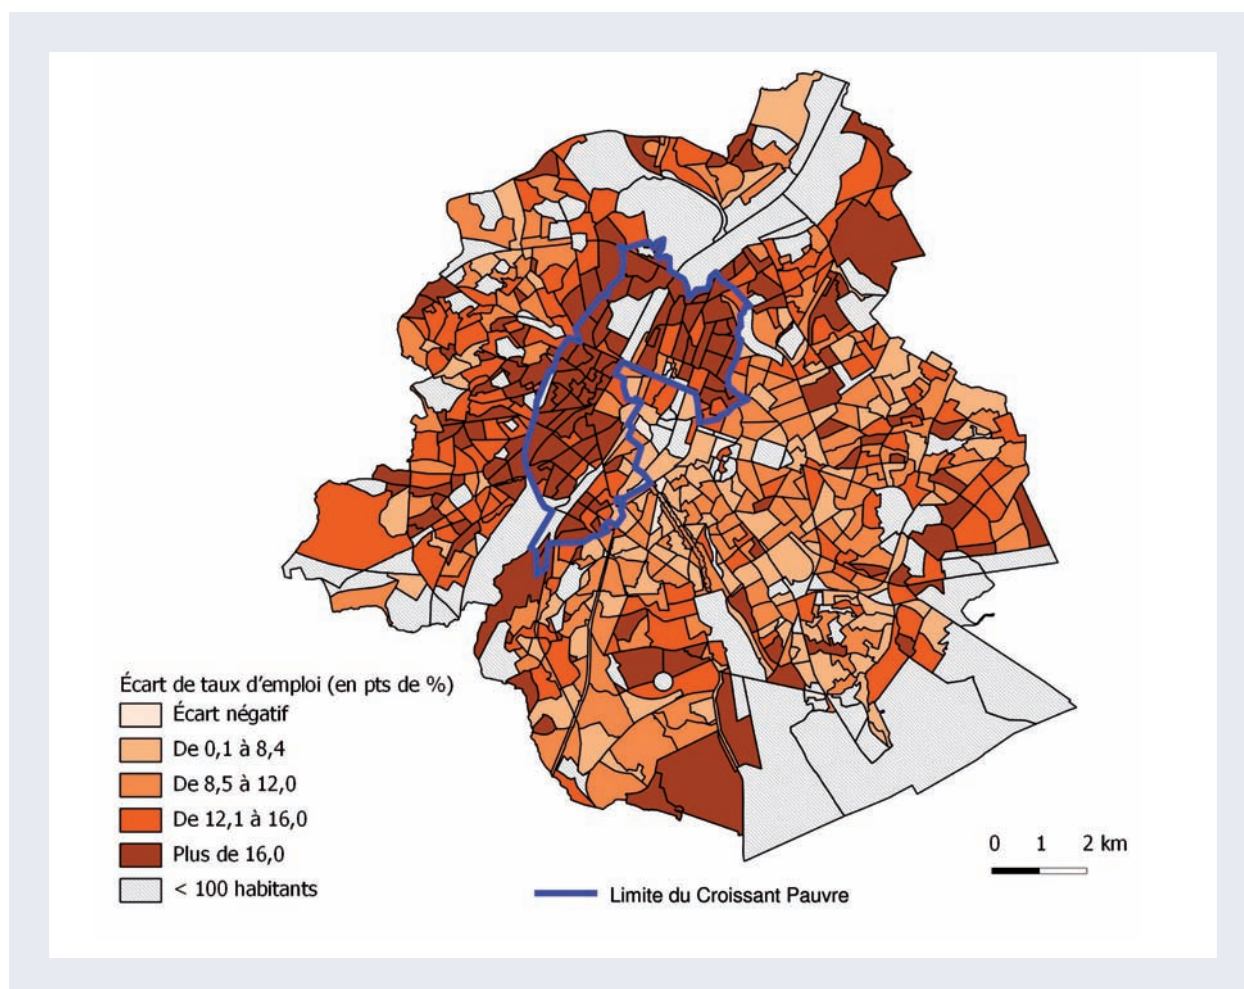 Écart de taux d'emploi (en pts de %)
Écart négatif
De 0,1 à 8,4
De 8,5 à 12,0
De 12,1 à 16,0
Plus de 16,0
< 100 habitants
Limite du Croissant Pauvre
0 1 2 km